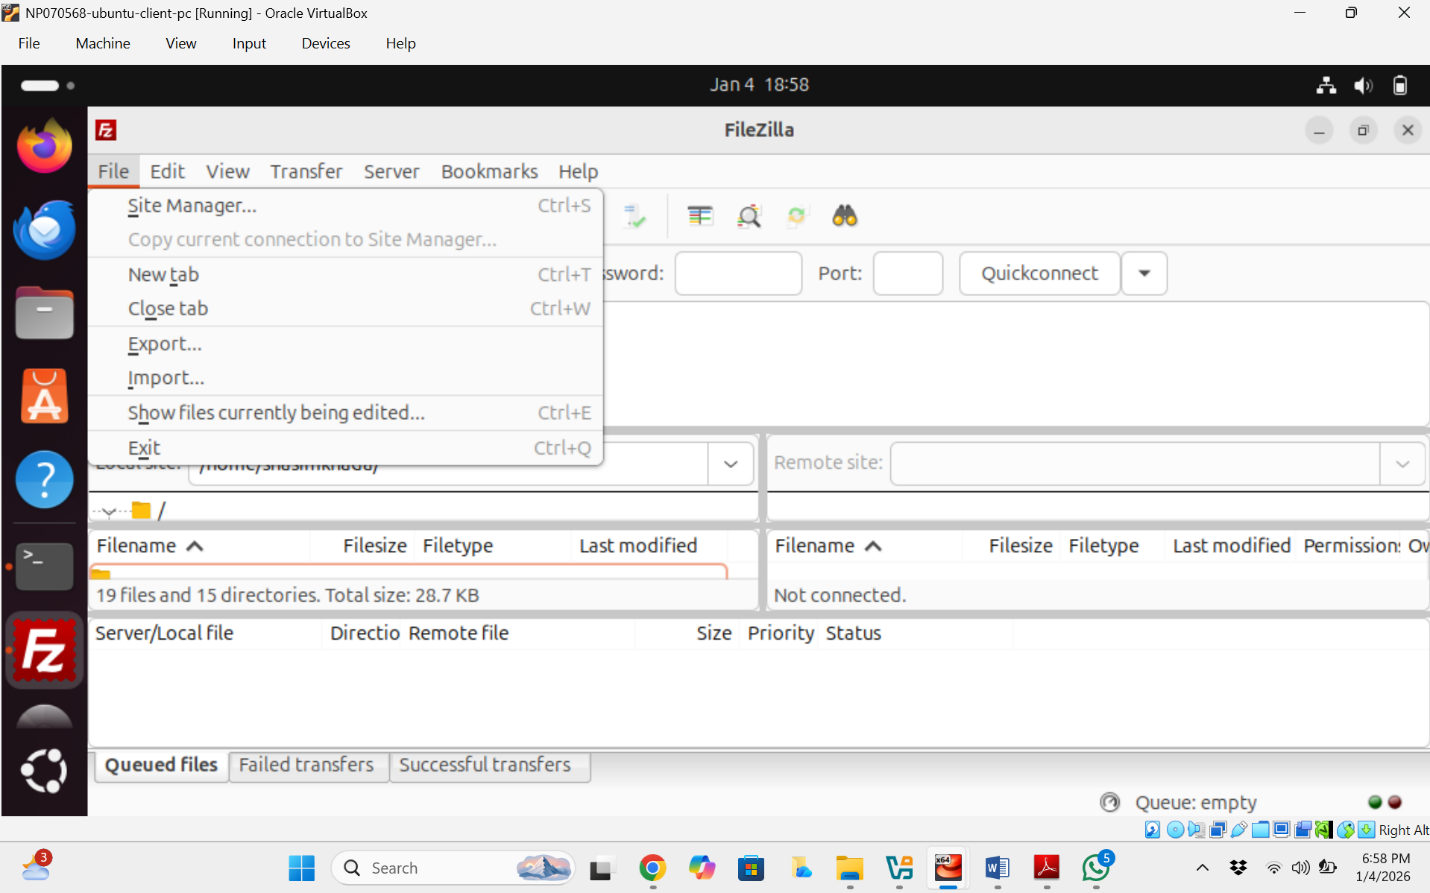 NP070568-ubuntu-client-pc [Running] - Oracle VirtualBox
File Machine View Input Devices Help
Jan 4 18:58
FileZilla
File Edit View Transfer Server Bookmarks Help
Site Manager... Ctrl+S
Copy current connection to Site Manager...
New tab Ctrl+T
ssword: Port: Quickconnect
Close tab Ctrl+W
Export...
Import...
Show files currently being edited... Ctrl+E
Exit Ctrl+Q
Local site: Remote site:
/
Filename Filesize Filetype Last modified Filename Filesize Filetype Last modified Permission: Ow
19 files and 15 directories. Total size: 28.7 KB Not connected.
Server/Local file Directio Remote file Size Priority Status
Queued files Failed transfers Successful transfers
Queue: empty
Right Alt
3 Search x64 5 6:58 PM
1/4/2026